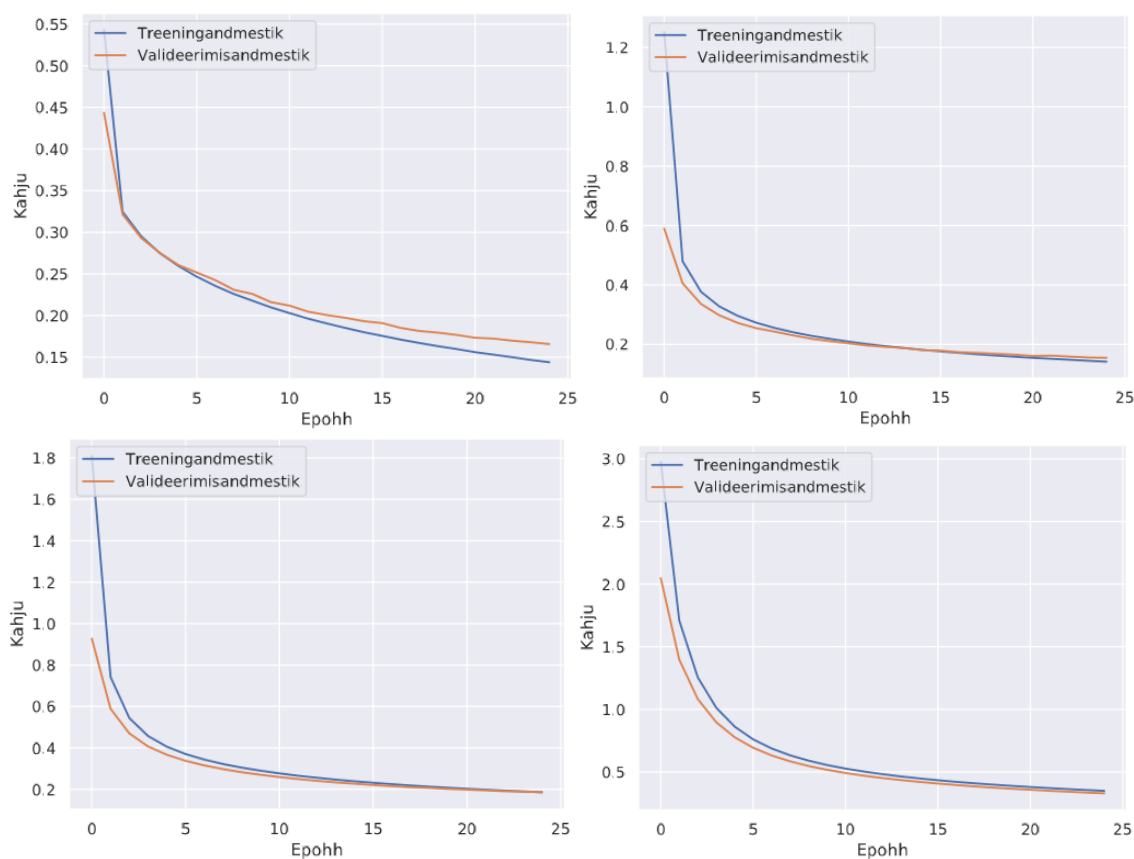 0.55
0.50
0.45
0.40
0.35
0.30
0.25
0.20
0.15
Kahju
Treeningandmestik
Valideerimisandmestik
0 5 10 15 20 25
Epohh
1.2
1.0
0.8
0.6
0.4
0.2
Kahju
Treeningandmestik
Valideerimisandmestik
0 5 10 15 20 25
Epohh
1.8
1.6
1.4
1.2
1.0
0.8
0.6
0.4
0.2
Kahju
Treeningandmestik
Valideerimisandmestik
0 5 10 15 20 25
Epohh
3.0
2.5
2.0
1.5
1.0
0.5
Kahju
Treeningandmestik
Valideerimisandmestik
0 5 10 15 20 25
Epohh